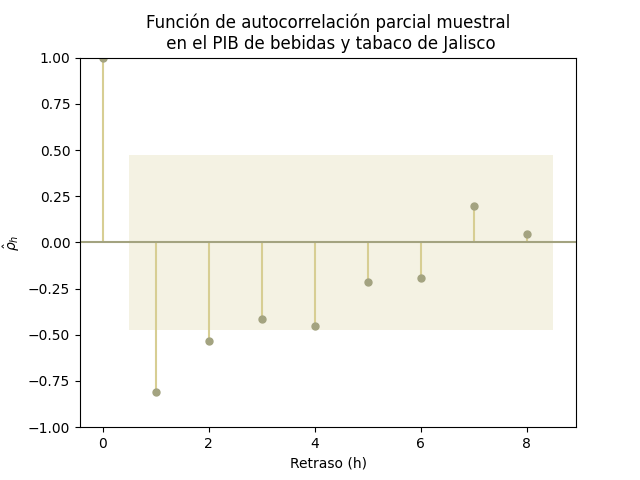 Función de autocorrelación parcial muestral
en el PIB de bebidas y tabaco de Jalisco
1.00
0.75
0.50
0.25
0.00
−0.25
−0.50
−0.75
−1.00
ρ̂h
0 2 4 6 8
Retraso (h)